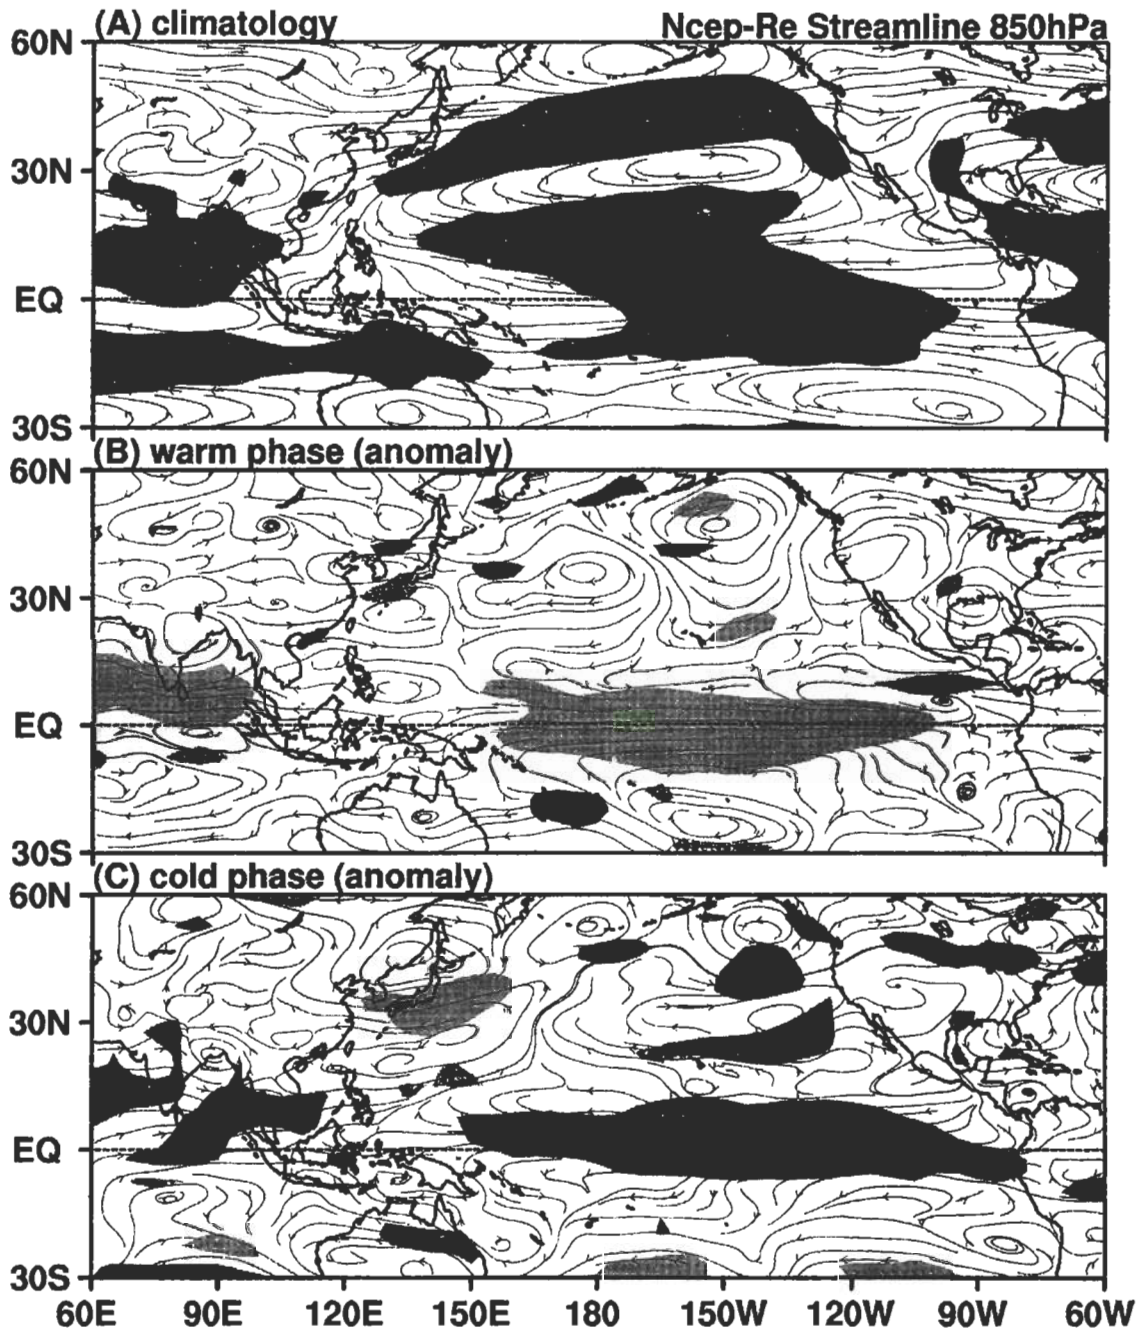 (A) climatology Ncep-Re Streamline 850hPa
60N
30N
EQ
30S
(B) warm phase (anomaly)
60N
30N
EQ
30S
(C) cold phase (anomaly)
60N
30N
EQ
30S
60E 90E 120E 150E 180 150W 120W 90W 60W